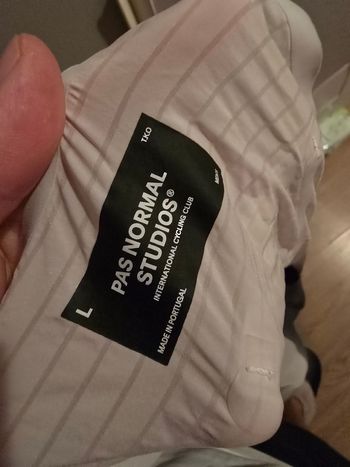 T.K.O
PAS NORMAL
STUDIOS®
INTERNATIONAL CYCLING CLUB
L
MADE IN PORTUGAL